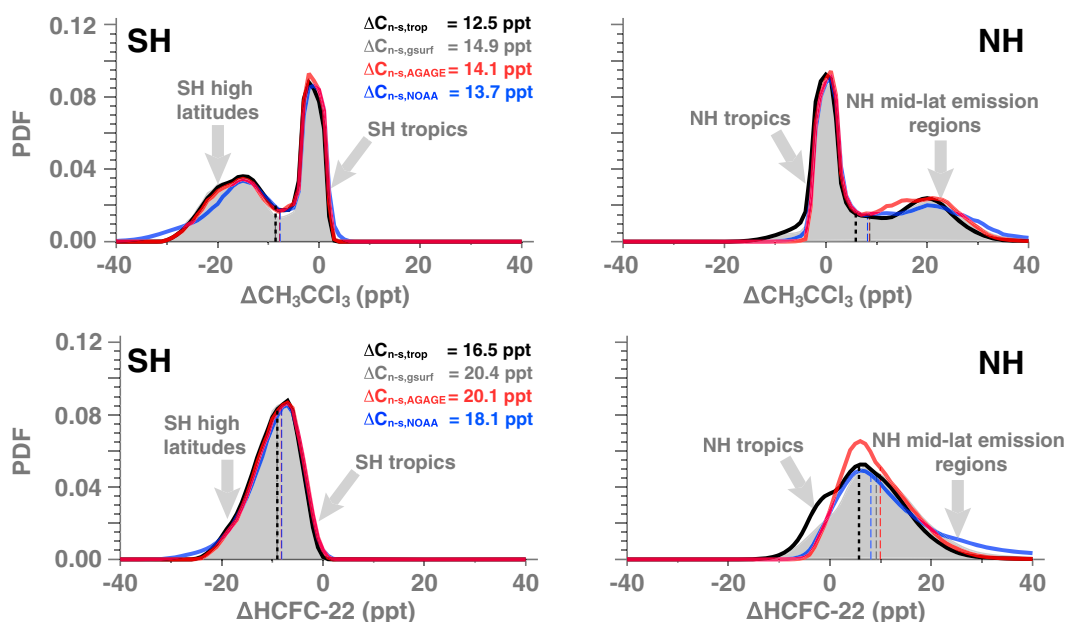 SH
ΔCn-s,trop = 12.5 ppt
ΔCn-s,gsurf = 14.9 ppt
ΔCn-s,AGAGE = 14.1 ppt
ΔCn-s,NOAA = 13.7 ppt
SH high
latitudes
SH tropics
PDF
0.12
0.08
0.04
0.00
-40 -20 0 20 40
ΔCH₃CCl₃ (ppt)
NH
NH tropics
NH mid-lat emission
regions
-40 -20 0 20 40
ΔCH₃CCl₃ (ppt)
SH
ΔCn-s,trop = 16.5 ppt
ΔCn-s,gsurf = 20.4 ppt
ΔCn-s,AGAGE = 20.1 ppt
ΔCn-s,NOAA = 18.1 ppt
SH high
latitudes
SH tropics
PDF
0.12
0.08
0.04
0.00
-40 -20 0 20 40
ΔHCFC-22 (ppt)
NH
NH tropics
NH mid-lat emission
regions
-40 -20 0 20 40
ΔHCFC-22 (ppt)